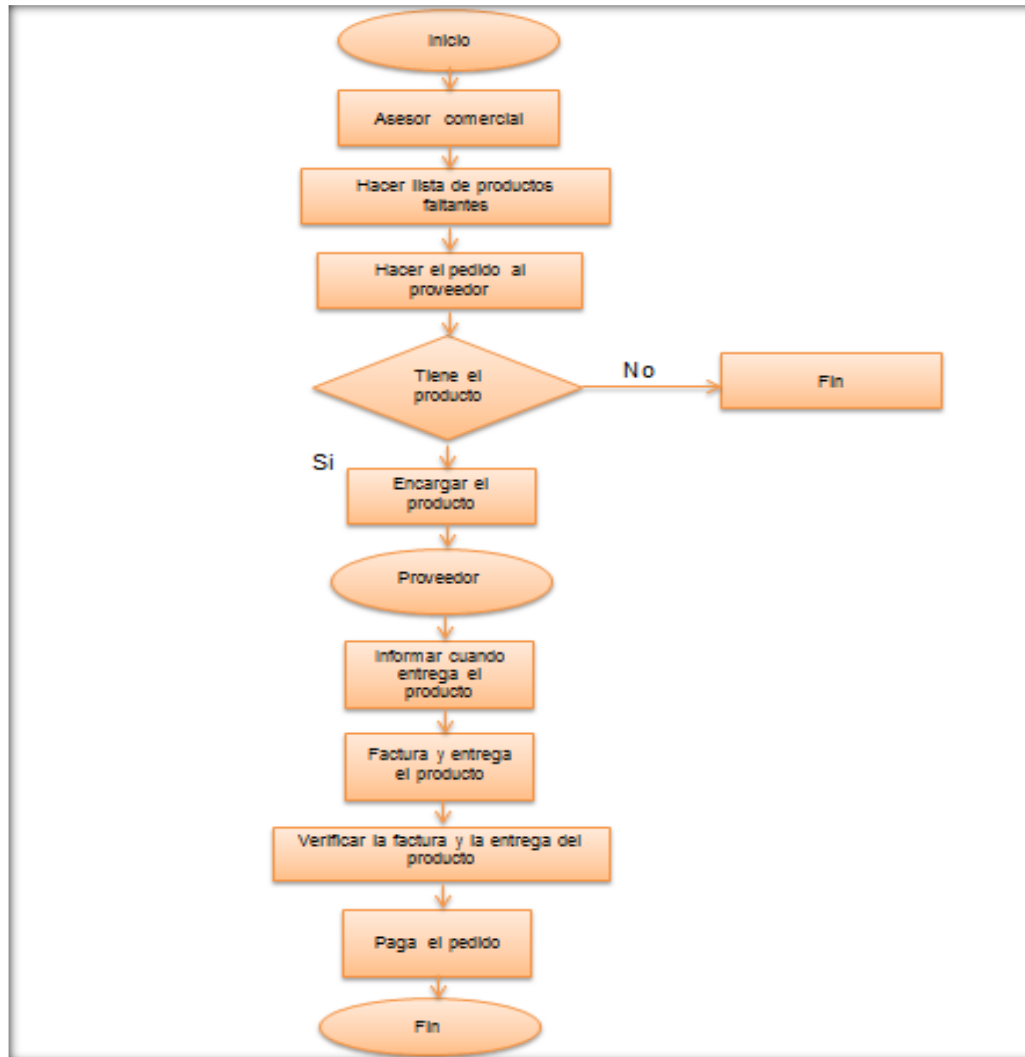 Inicio
Asesor comercial
Hacer lista de productos
faltantes
Hacer el pedido al
proveedor
Tiene el
producto
No
Fin
Si
Encargar el
producto
Proveedor
Informar cuando
entrega el
producto
Factura y entrega
el producto
Verificar la factura y la entrega del
producto
Paga el pedido
Fin